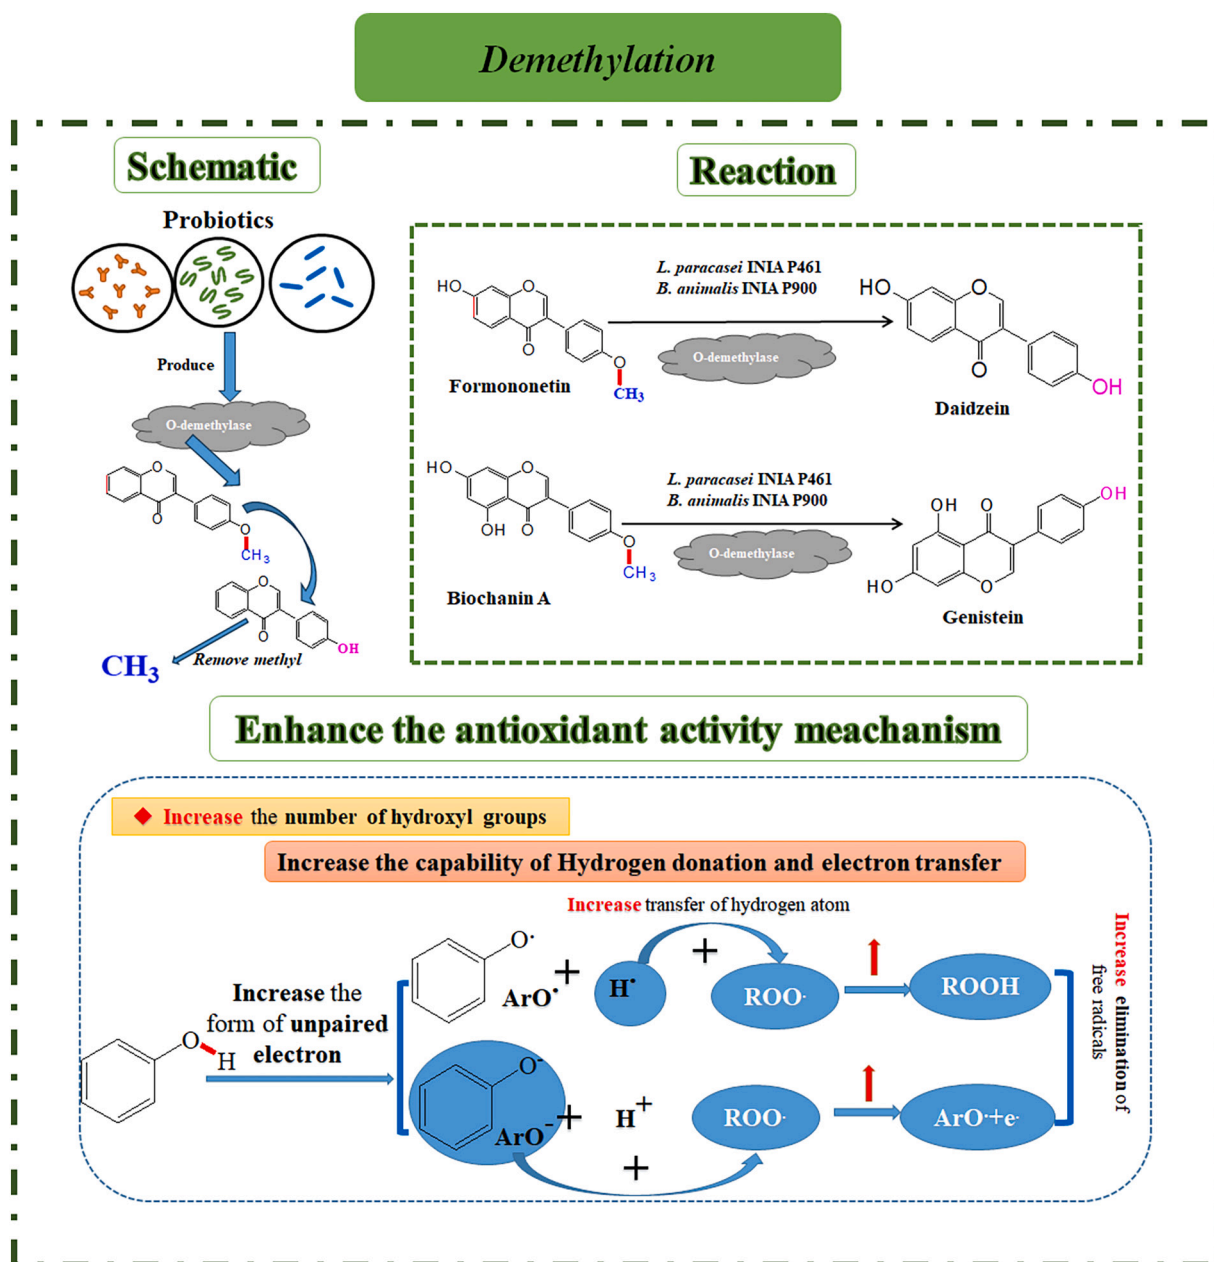 Demethylation
Schematic
Probiotics
Produce
O-demethylase
O
O
O
CH3
O
O
OH
Remove methyl
CH3
Reaction
HO
O
O
O
CH3
Formononetin
L. paracasei INIA P461
B. animalis INIA P900
O-demethylase
HO
O
O
OH
Daidzein
HO
O
OH
O
O
CH3
Biochanin A
L. paracasei INIA P461
B. animalis INIA P900
O-demethylase
OH
O
OH
HO
O
Genistein
Enhance the antioxidant activity meachanism
Increase the number of hydroxyl groups
Increase the capability of Hydrogen donation and electron transfer
Increase transfer of hydrogen atom
O
H
Increase the
form of unpaired
electron
O·
ArO•
+
H•
+
ROO·
ROOH
O-
ArO−
+
H+
+
ROO·
ArO·+e·
Increase elimination of
free radicals